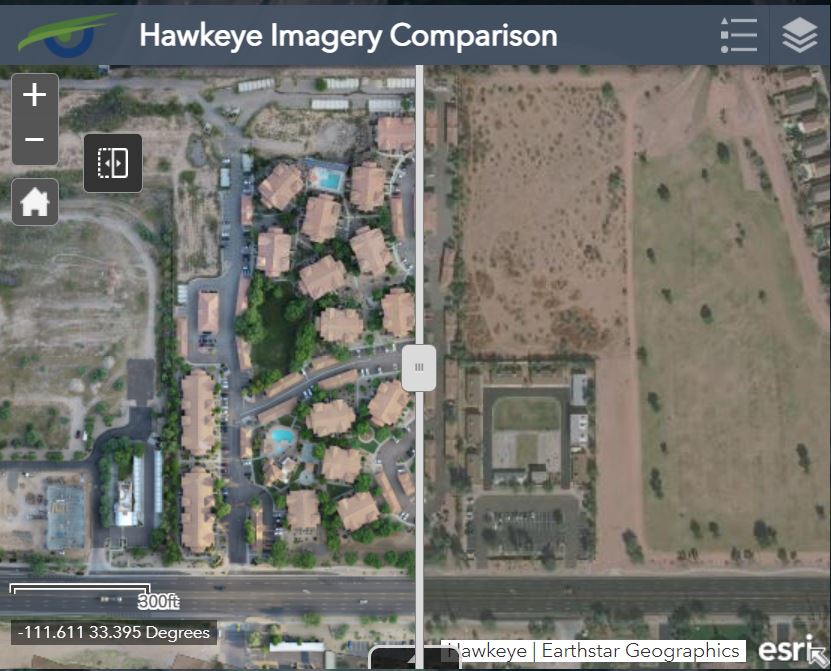 Hawkeye Imagery Comparison
300ft
-111.611 33.395 Degrees
Hawkeye | Earthstar Geographics
esri